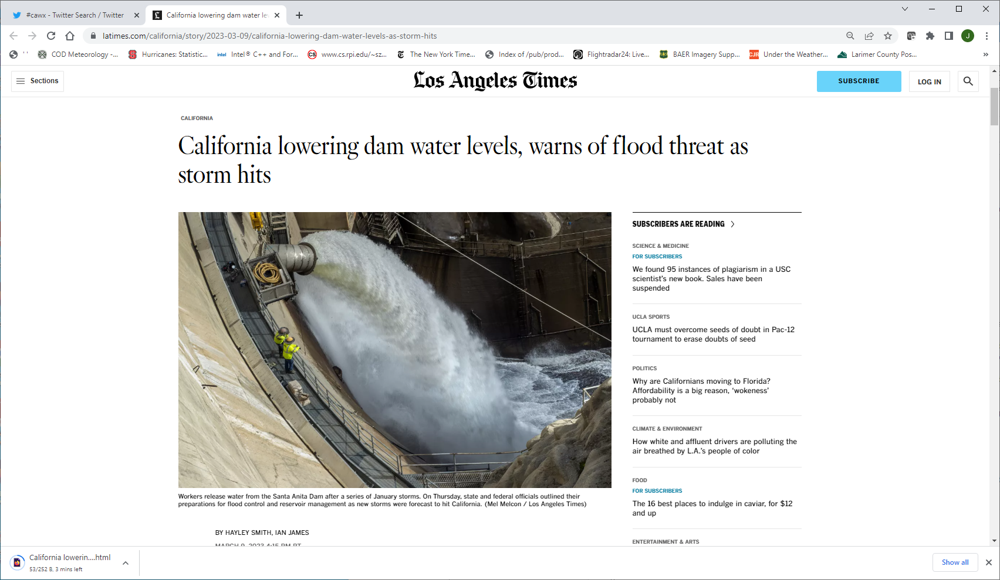 #cawx - Twitter Search / Twitter
California lowering dam water le
latimes.com/california/story/2023-03-09/california-lowering-dam-water-levels-as-storm-hits
J
' '
COD Meteorology -...
Hurricanes: Statistic...
intel Intel® C++ and For...
CS www.cs.rpi.edu/~sz...
The New York Time...
Index of /pub/prod...
Flightradar24: Live...
BAER Imagery Supp...
CJR Under the Weather...
Larimer County Pos...
»
Sections
Los Angeles Times
SUBSCRIBE
LOG IN
CALIFORNIA
California lowering dam water levels, warns of flood threat as
storm hits
Workers release water from the Santa Anita Dam after a series of January storms. On Thursday, state and federal officials outlined their
preparations for flood control and reservoir management as new storms were forecast to hit California. (Mel Melcon / Los Angeles Times)
BY HAYLEY SMITH, IAN JAMES
MARCH 9, 2023 4:15 PM PT
SUBSCRIBERS ARE READING
SCIENCE & MEDICINE
FOR SUBSCRIBERS
We found 95 instances of plagiarism in a USC
scientist's new book. Sales have been
suspended
UCLA SPORTS
UCLA must overcome seeds of doubt in Pac-12
tournament to erase doubts of seed
POLITICS
Why are Californians moving to Florida?
Affordability is a big reason, ‘wokeness’
probably not
CLIMATE & ENVIRONMENT
How white and affluent drivers are polluting the
air breathed by L.A.'s people of color
FOOD
FOR SUBSCRIBERS
The 16 best places to indulge in caviar, for $12
and up
ENTERTAINMENT & ARTS
California lowerin....html
53/252 B, 3 mins left
Show all